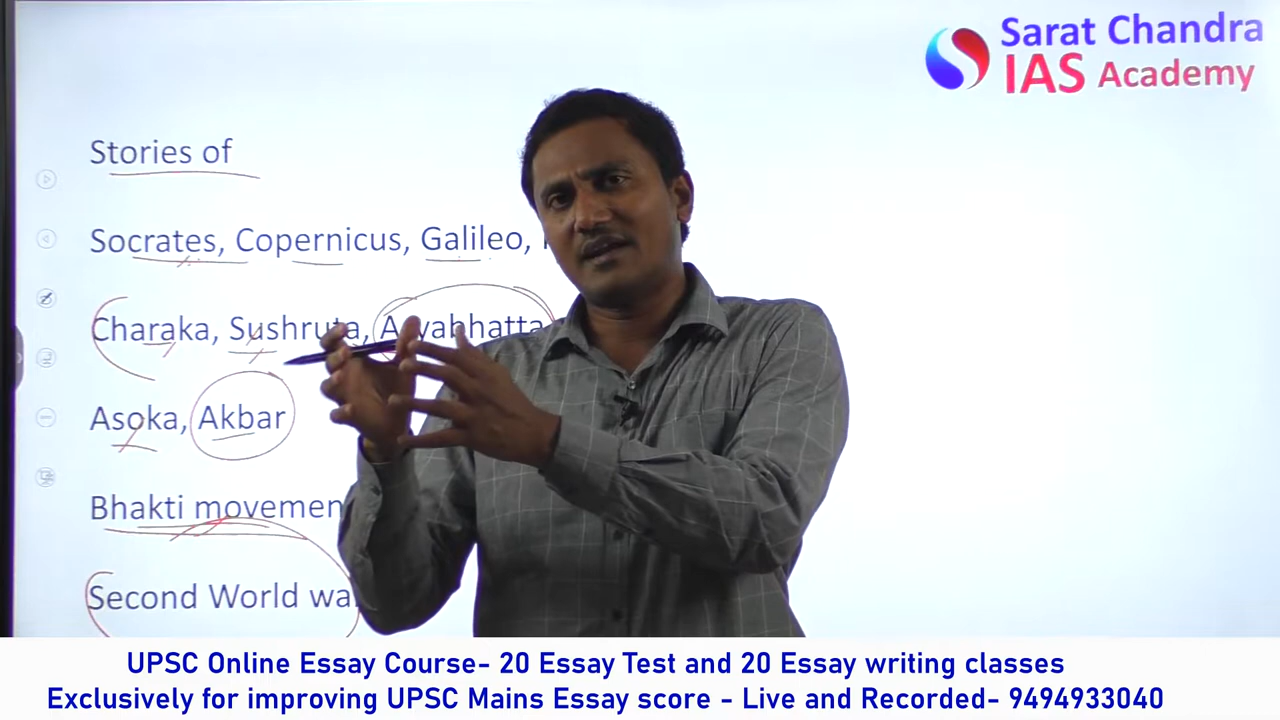 Sarat Chandra
IAS Academy
Stories of
Socrates, Copernicus, Galileo,
Charaka, Sushruta,
Asoka, Akbar
Bhakti
Second World
UPSC Online Essay Course- 20 Essay Test and 20 Essay writing classes
Exclusively for improving UPSC Mains Essay score - Live and Recorded- 9494933040